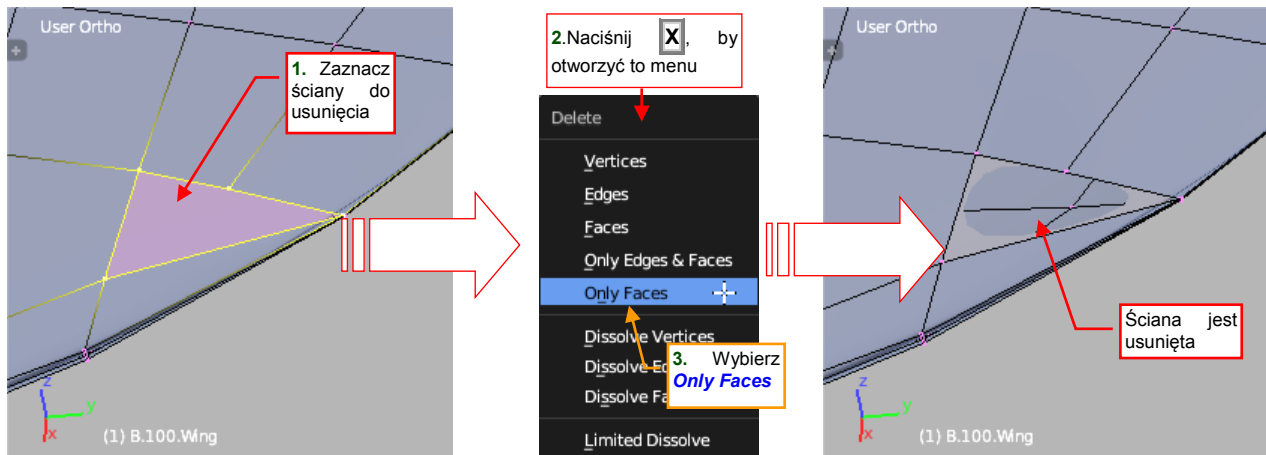 User Ortho
1. Zaznacz
ściany do
usunięcia
z
y
x
(1) B.100.Wing
2.Naciśnij X, by
otworzyć to menu
Delete
Vertices
Edges
Faces
Only Edges & Faces
Only Faces
Dissolve Vertices
Dissolve
Dissolve
Limited Dissolve
3. Wybierz
Only Faces
User Ortho
Ściana jest
usunięta
z
y
x
(1) B.100.Wing